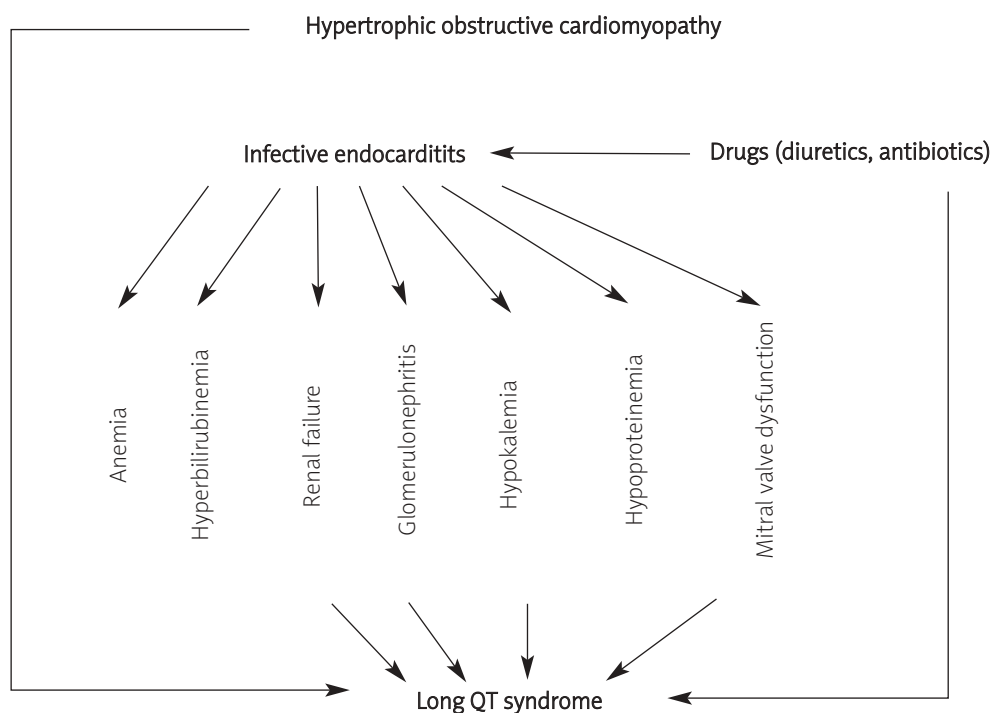 Hypertrophic obstructive cardiomyopathy
Infective endocarditits
Drugs (diuretics, antibiotics)
Anemia
Hyperbilirubinemia
Renal failure
Glomerulonephritis
Hypokalemia
Hypoproteinemia
Mitral valve dysfunction
Long QT syndrome